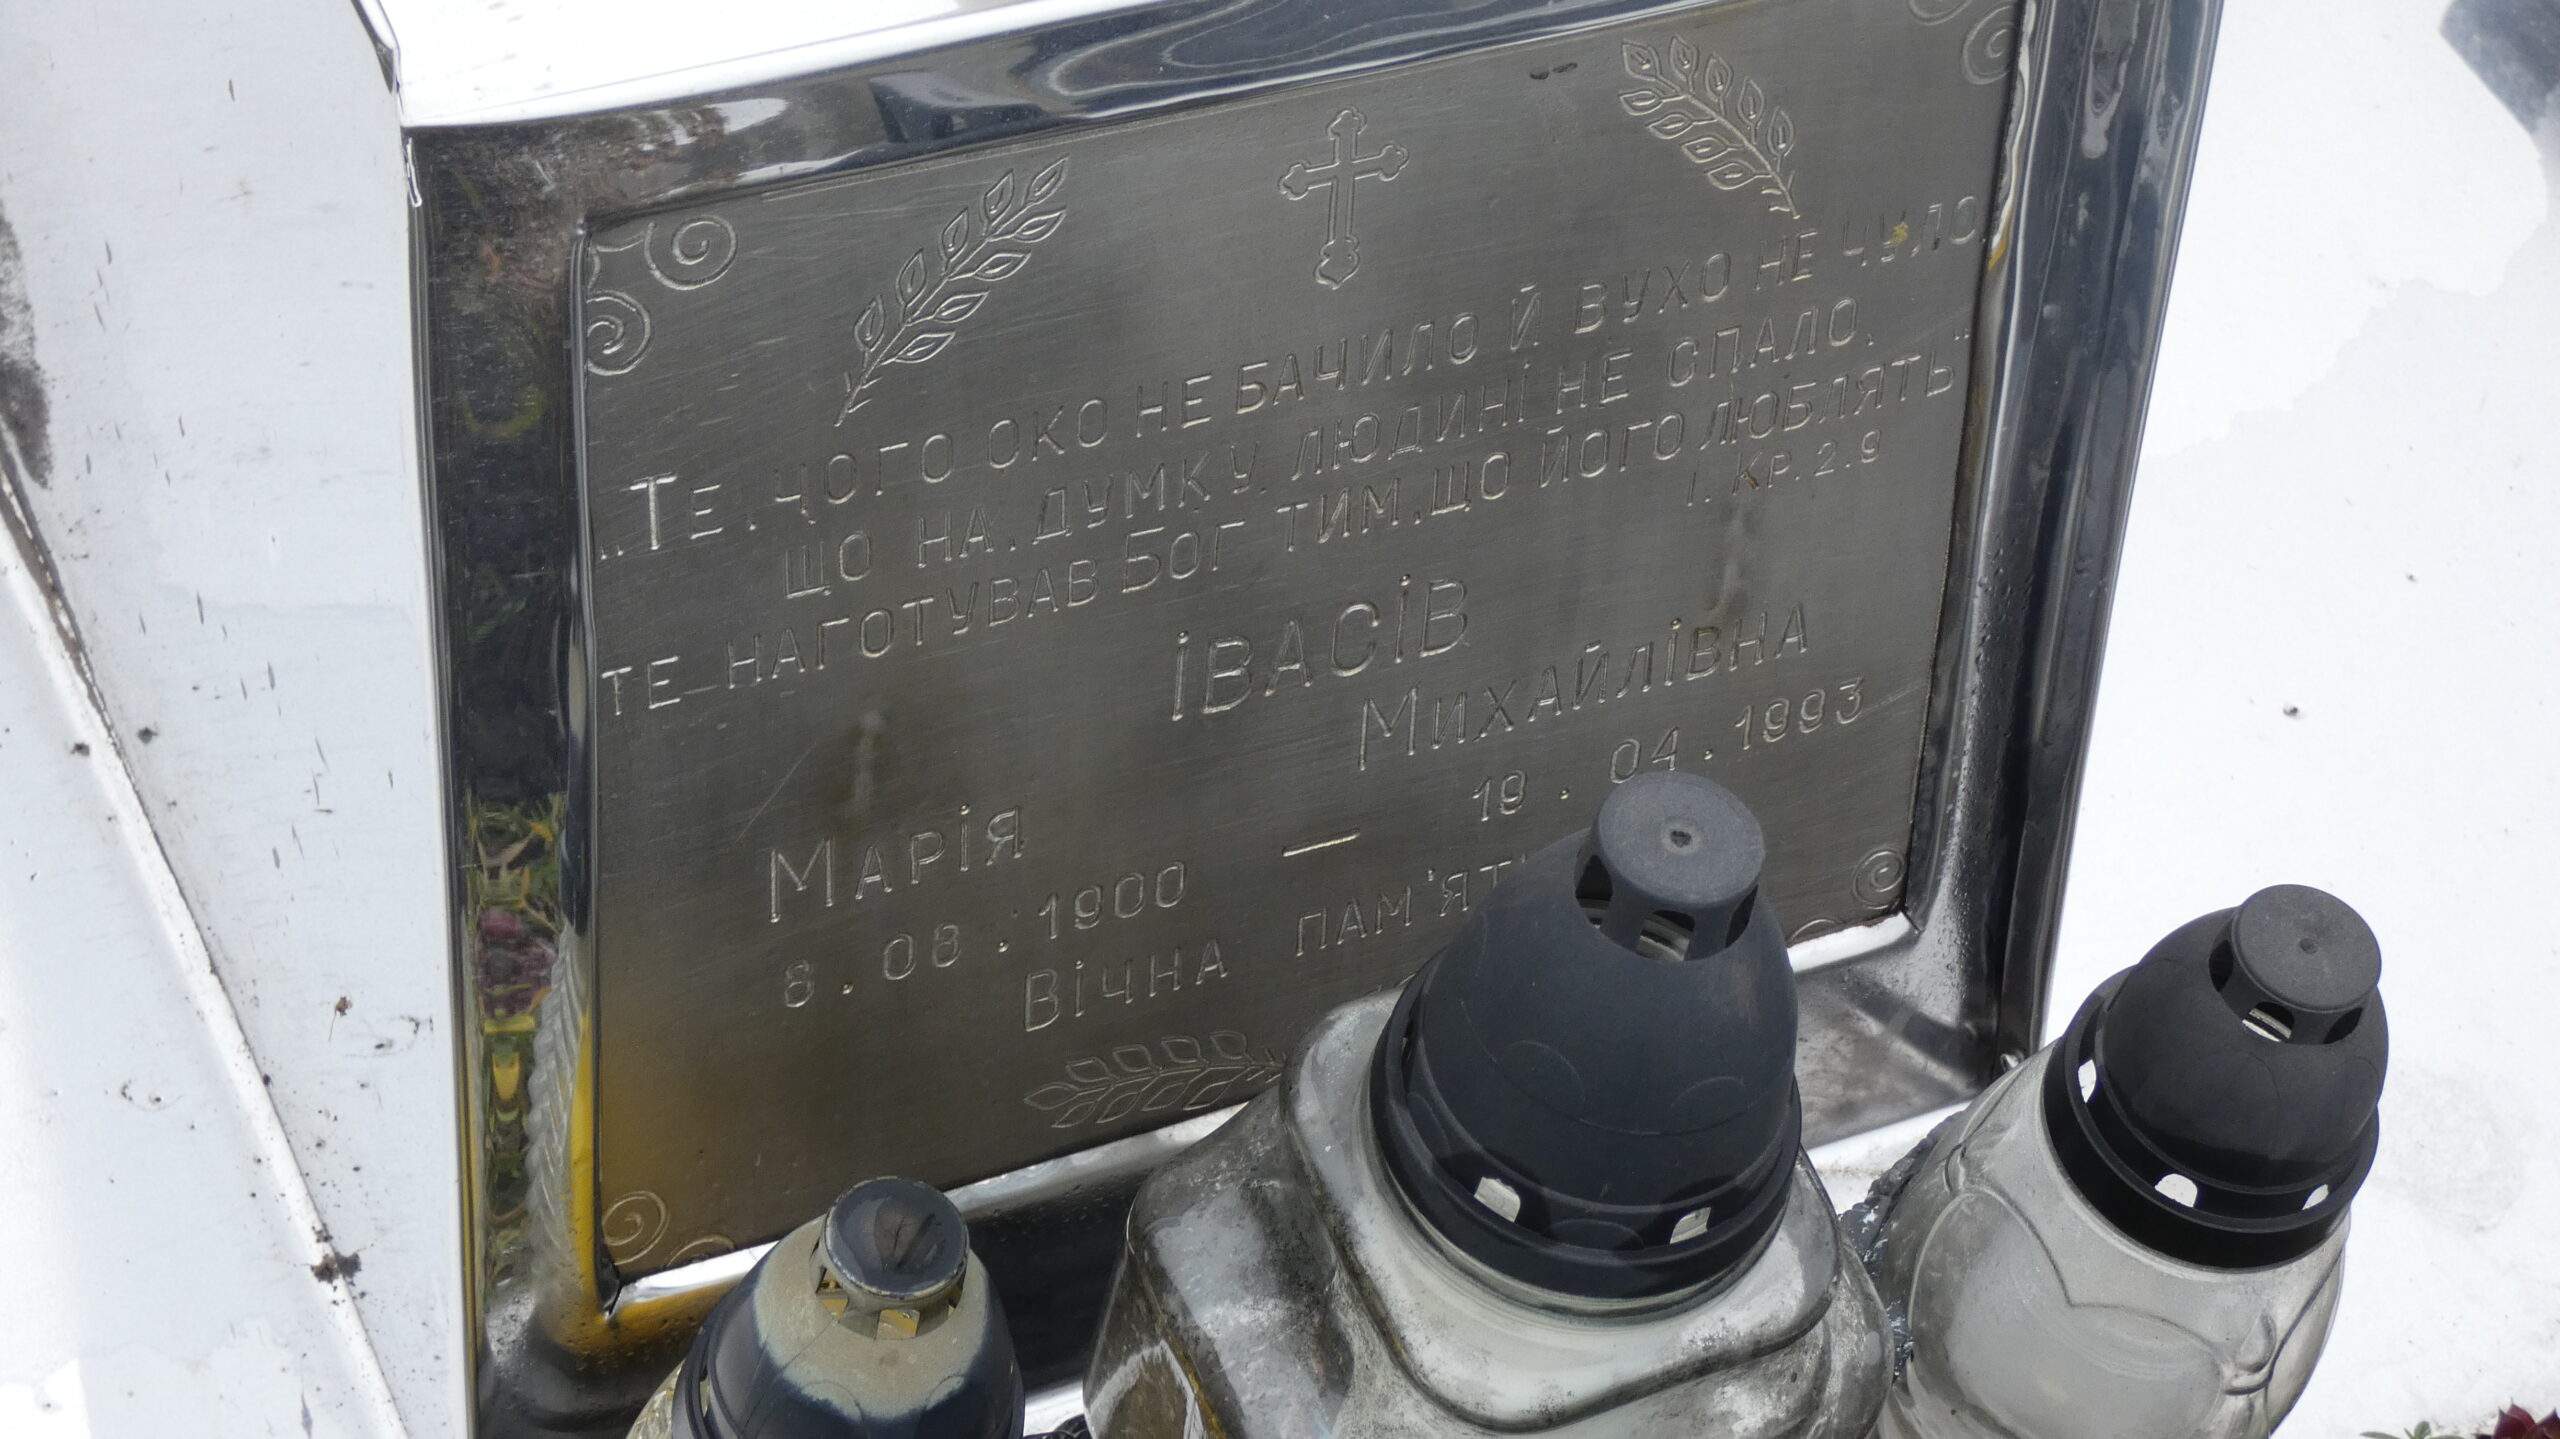 „Те, чого око не бачило й вухо не чуло,
що на думку людині не спало,
те наготував Бог тим, що його люблять"
I. Кр. 2.9
Івасів
Марія Михайлівна
8.08.1900 — 19.04.1993
Вічна